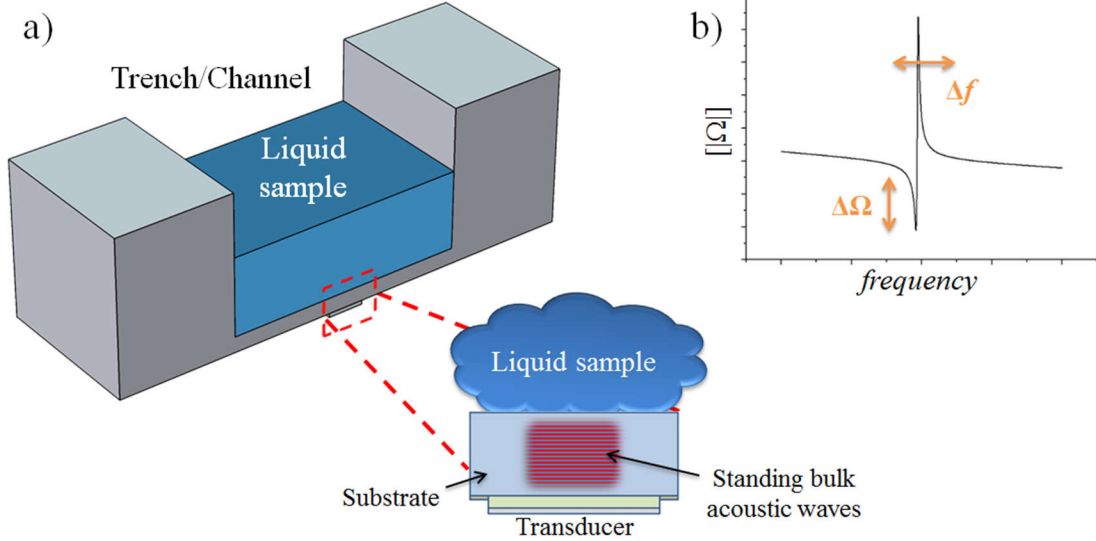 a)
Trench/Channel
Liquid
sample
b)
[|Ω|]
Δf
ΔΩ
frequency
Liquid sample
Substrate
Standing bulk
acoustic waves
Transducer